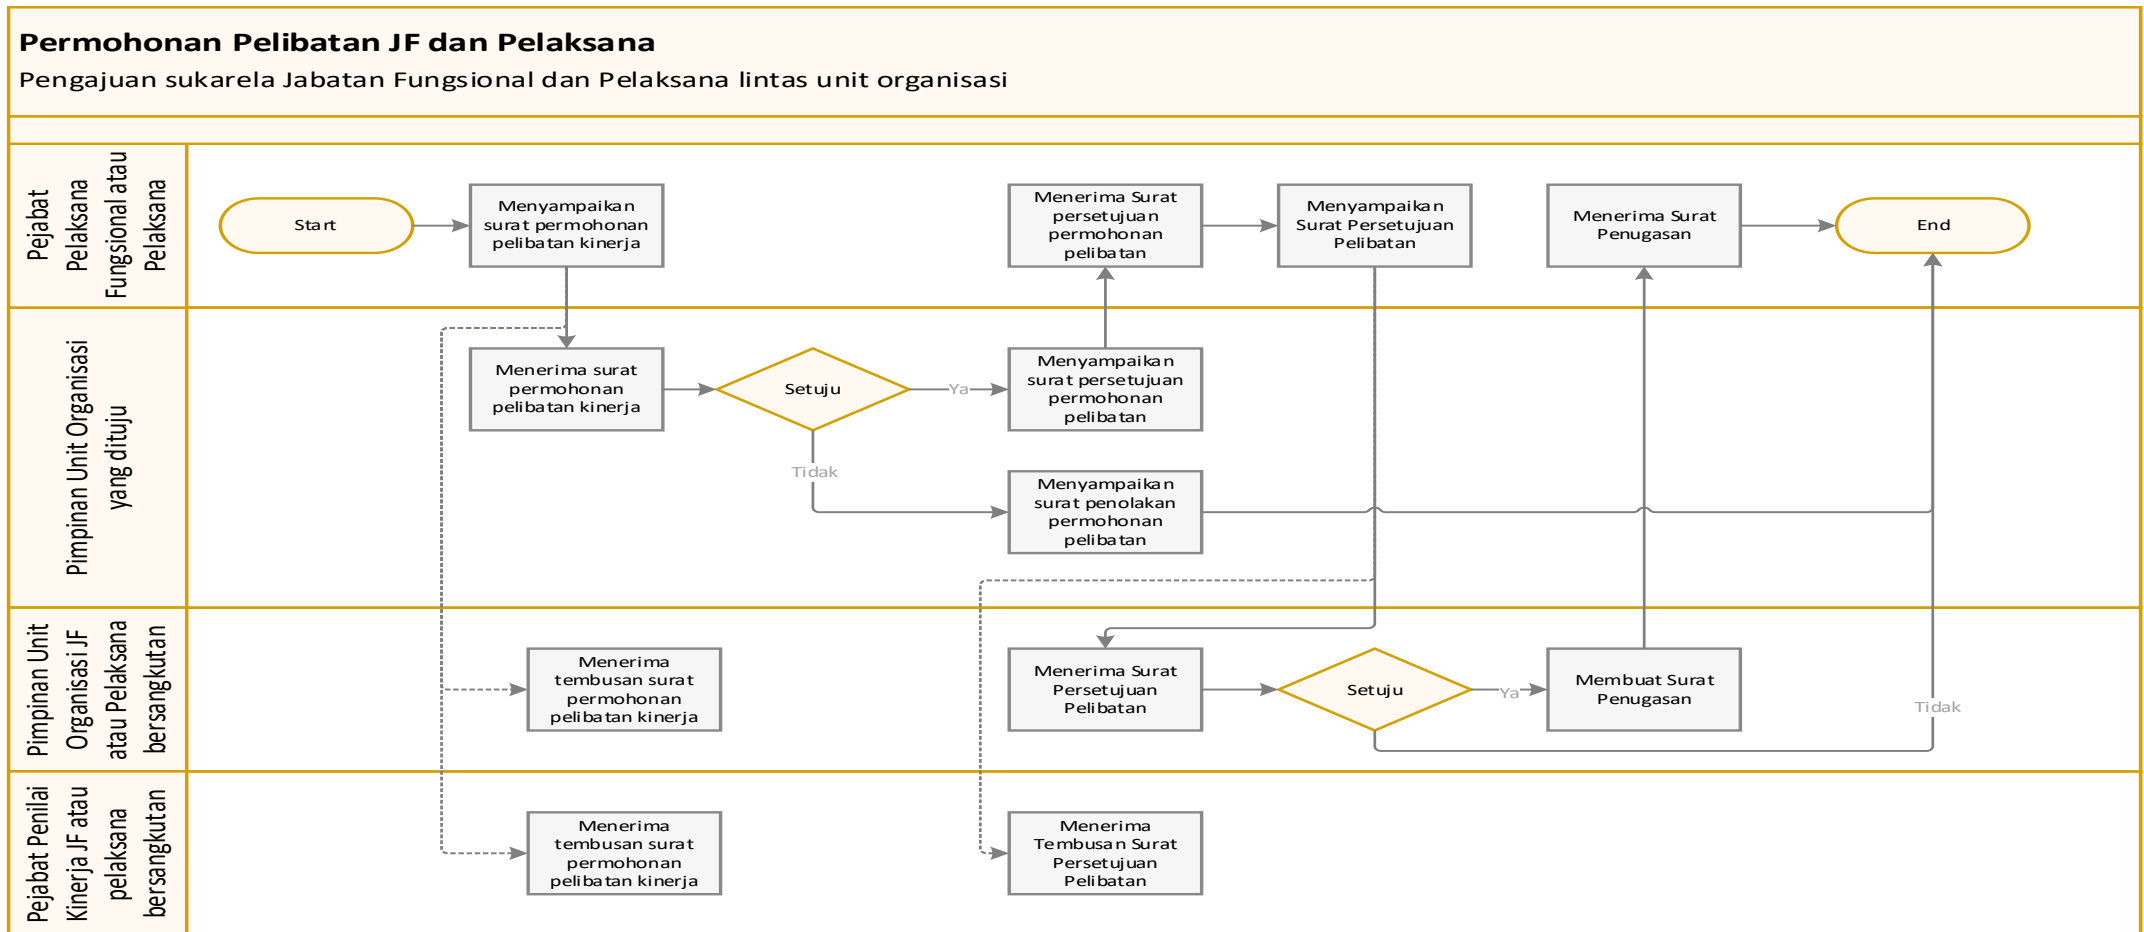 Permohonan Pelibatan JF dan Pelaksana
Pengajuan sukarela Jabatan Fungsional dan Pelaksana lintas unit organisasi
Pejabat
Pelaksana
Fungsional atau
Pelaksana
Start
Menyampaikan
surat permohonan
pelibatan kinerja
Menerima Surat
persetujuan
permohonan
pelibatan
Menyampaikan
Surat Persetujuan
Pelibatan
Menerima Surat
Penugasan
End
Pimpinan Unit Organisasi
yang dituju
Menerima surat
permohonan
pelibatan kinerja
Setuju
Ya
Menyampaikan
surat persetujuan
permohonan
pelibatan
Tidak
Menyampaikan
surat penolakan
permohonan
pelibatan
Pimpinan Unit
Organisasi JF
atau Pelaksana
bersangkutan
Menerima
tembusan surat
permohonan
pelibatan kinerja
Menerima Surat
Persetujuan
Pelibatan
Setuju
Ya
Membuat Surat
Penugasan
Tidak
Pejabat Penilai
Kinerja JF atau
pelaksana
bersangkutan
Menerima
tembusan surat
permohonan
pelibatan kinerja
Menerima
Tembusan Surat
Persetujuan
Pelibatan